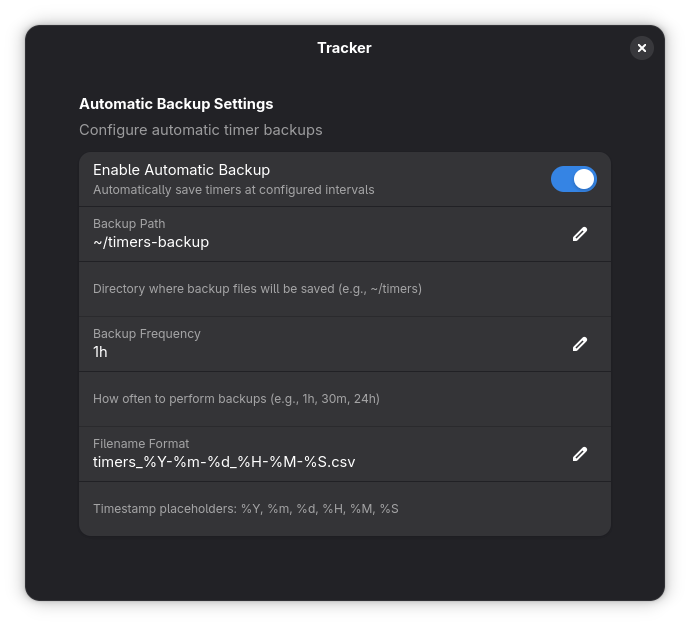 Tracker
Automatic Backup Settings
Configure automatic timer backups
Enable Automatic Backup
Automatically save timers at configured intervals
Backup Path
~/timers-backup
Directory where backup files will be saved (e.g., ~/timers)
Backup Frequency
1h
How often to perform backups (e.g., 1h, 30m, 24h)
Filename Format
timers_%Y-%m-%d_%H-%M-%S.csv
Timestamp placeholders: %Y, %m, %d, %H, %M, %S